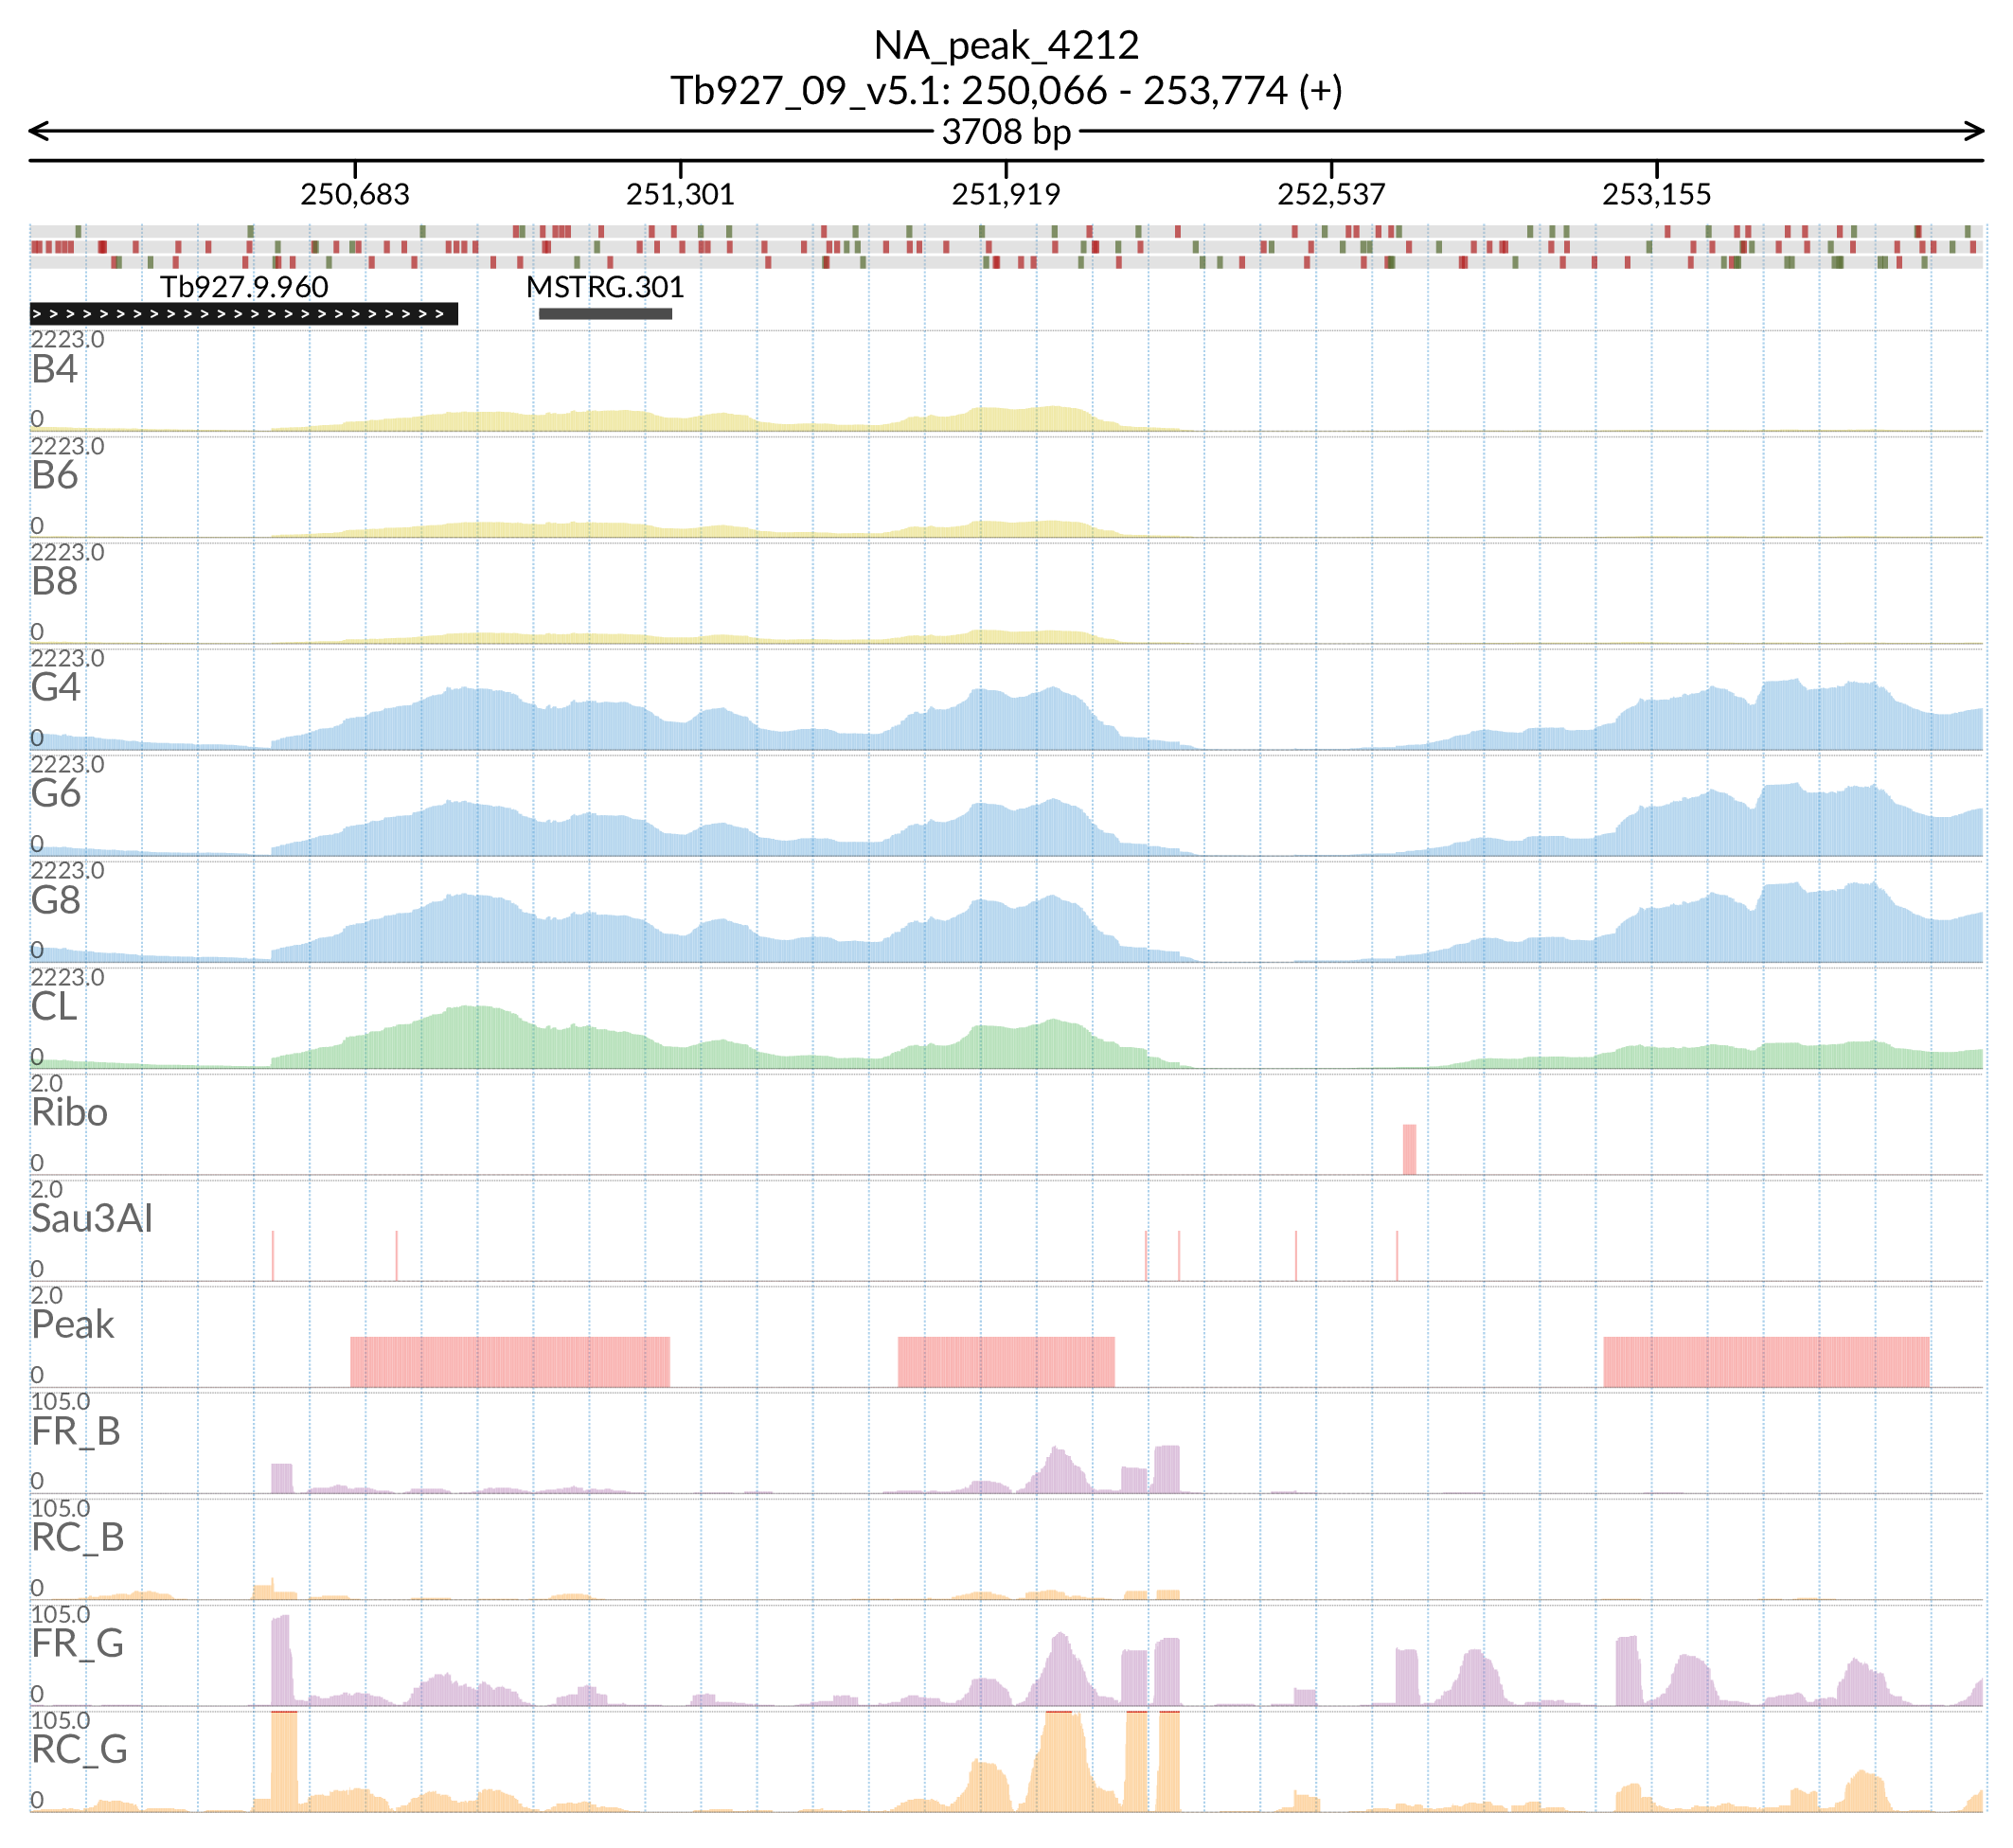 NA_peak_4212
Tb927_09_v5.1: 250,066 - 253,774 (+)
3708 bp
250,683 251,301 251,919 252,537 253,155
Tb927.9.960 MSTRG.301
2223.0
B4
0
2223.0
B6
0
2223.0
B8
0
2223.0
G4
0
2223.0
G6
0
2223.0
G8
0
2223.0
CL
0
2.0
Ribo
0
2.0
Sau3AI
0
2.0
Peak
0
105.0
FR_B
0
105.0
RC_B
0
105.0
FR_G
0
105.0
RC_G
0